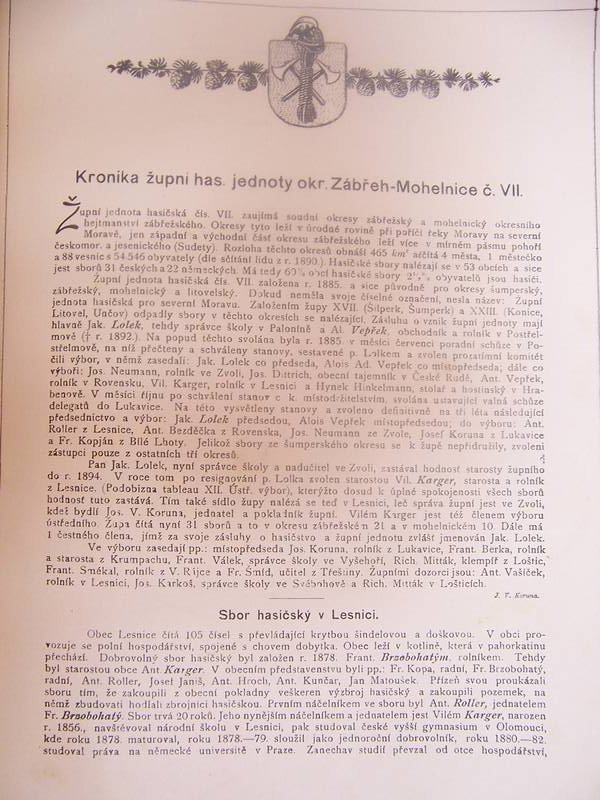 Kronika župní has. jednoty okr. Zábřeh-Mohelnice č. VII.
Župní jednota hasičská čís. VII. zaujímá soudní okresy zábřežský a mohelnický okresního
hejtmanství zábřežského. Okresy tyto leží v úrodné rovině při poříčí řeky Moravy na severní
Moravě, jen západní a východní část okresu zábřežského leží více v mírném pásmu pohoří
českomor. a jesenického (Sudety). Rozloha těchto okresů obnáší 465 km² a čítá 4 města, 1 městečko
a 88 vesnic s 54.546 obyvately (dle sčítání lidu z r. 1890.) Hasičské sbory nalézají se v 53 obcích a sice
jest sborů 31 českých a 22 německých. Má tedy 60% obcí hasičské sbory obyvatelů jsou hasiči.
Župní jednota has. čís. VII. založena r. 1885. a sice původně pro okresy šumperský,
zábřežský, mohelnický a litovelský. Dokud neměla svoje číselné označení, nesla název: Župní
jednota hasičská pro severní Moravu. Založením župy XVII. (Šilperk, Šumperk) a XXIII. (Konice,
Litovel, Unčov) odpadly sbory v těchto okresích se nalézající. Zásluhu o vznik župní jednoty mají
hlavně Jak. Lolek, tehdy správce školy v Palonině a Al. Vepřek, obchodník a rolník v Postřel-
mově († r. 1892.) Na popud těchto svolána byla r. 1885. v měsíci červenci poradní schůze v Po-
střelmově, na níž přečteny a schváleny stanovy, sestavené p. Lolkem a zvolen prozatímní komitét
čili výbor, v němž zasedali: Jak. Lolek co předseda, Alois Ad. Vepřek co místopředseda; dále co
výboři: Jos. Neumann, rolník ve Zvoli, Jos. Dittrich, obecní tajemník v České Rudě, Ant. Vepřek,
rolník v Rovensku, Vil. Karger, rolník v Lesnici a Hynek Hinkelmann, stolař a hostinský v Hra-
benově. V měsíci říjnu po schválení stanov c k. místodržitelstvím, svolána ustavující valná schůze
delegátů do Lukavice. Na této vysvětleny stanovy a zvoleno definitivně na tři léta následující
předsednictvo a výbor: Jak. Lolek předsedou, Alois Vepřek místopředsedou; do výboru: Ant.
Roller z Lesnice, Ant. Bezděčka z Rovenska, Jos. Neumann ze Zvole, Josef Koruna z Lukavice
a Fr. Kopján z Bílé Lhoty. Jelikož sbory ze šumperského okresu se k župě nepřidružily, zvoleni
zástupci pouze z ostatních tří okresů.
Pan Jak. Lolek, nyní správce školy a nadučitel ve Zvoli, zastával hodnost starosty župního
do r. 1894. V roce tom po resignování p. Lolka zvolen starostou Vil. Karger, starosta a rolník
z Lesnice. (Podobizna tableau XII. Ústř. výbor), kterýžto dosud k úplné spokojenosti všech sborů
hodnost tuto zastává. Tím také sídlo župy nalézá se teď v Lesnici, leč správa župní jest ve Zvoli,
kdež bydlí Jos. V. Koruna, jednatel a pokladník župní. Vilém Karger jest též členem výboru
ústředního. Župa čítá nyní 31 sborů a to v okresu zábřežském 21 a v mohelnickém 10. Dále má
1 čestného člena, jímž za svoje zásluhy o hasičstvo a župní jednotu zvlášť jmenován Jak. Lolek.
Ve výboru zasedají pp.: místopředseda Jos. Koruna, rolník z Lukavice, Frant. Berka, rolník
a starosta z Krumpachu, Frant. Válek, správce školy ve Vyšehoří, Rich. Mitták, klempíř z Loštic,
Frant. Smékal, rolník z V. Rájce a Fr. Šmíd, učitel z Třeštiny. Župními dozorci jsou: Ant. Vašíček,
rolník v Lesnici, Jos. Karkoš, správce školy ve Svébohově a Rich. Mitták v Lošticích.
J. V. Koruna.
Sbor hasičský v Lesnici.
Obec Lesnice čítá 105 čísel s převládající krytbou šindelovou a doškovou. V obci pro-
vozuje se polní hospodářství, spojené s chovem dobytka. Obec leží v kotlině, která v pahorkatinu
přechází. Dobrovolný sbor hasičský byl založen r. 1878. Frant. Brzobohatým, rolníkem. Tehdy
byl starostou obce Ant. Karger. V obecním představenstvu byli pp.: Fr. Kopa, radní, Fr. Brzobohatý,
radní, Ant. Roller, Josef Janiš, Ant. Hroch, Ant. Kunčar, Jan Matoušek. Přízeň svou proukázali
sboru tím, že zakoupili z obecní pokladny veškeren výzbroj hasičský a zakoupili pozemek, na
němž zbudovati hodlali zbrojnici hasičskou. Prvním náčelníkem ve sboru byl Ant. Roller, jednatelem
Fr. Brzobohatý. Sbor trvá 20 roků. Jeho nynějším náčelníkem a jednatelem jest Vilém Karger, narozen
r. 1856., navštěvoval národní školu v Lesnici, pak studoval české vyšší gymnasium v Olomouci,
kde roku 1878. maturoval, roku 1878.—79. sloužil jako jednoroční dobrovolník, roku 1880.—82.
studoval práva na německé universitě v Praze. Zanechav studií převzal od otce hospodářství,